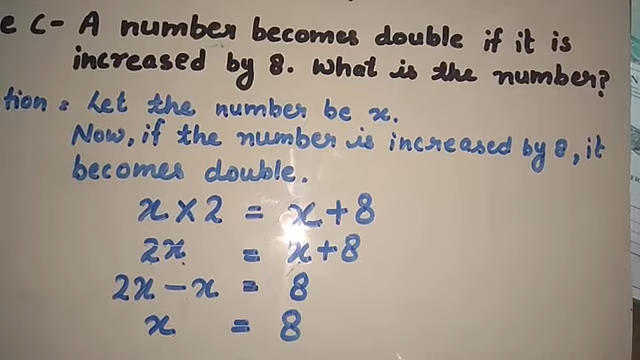 e C- A number becomes double if it is
increased by 8. What is the number?
tion : Let the number be x.
Now, if the number is increased by 8, it
becomes double.
x × 2 = x + 8
2x = x + 8
2x - x = 8
x = 8